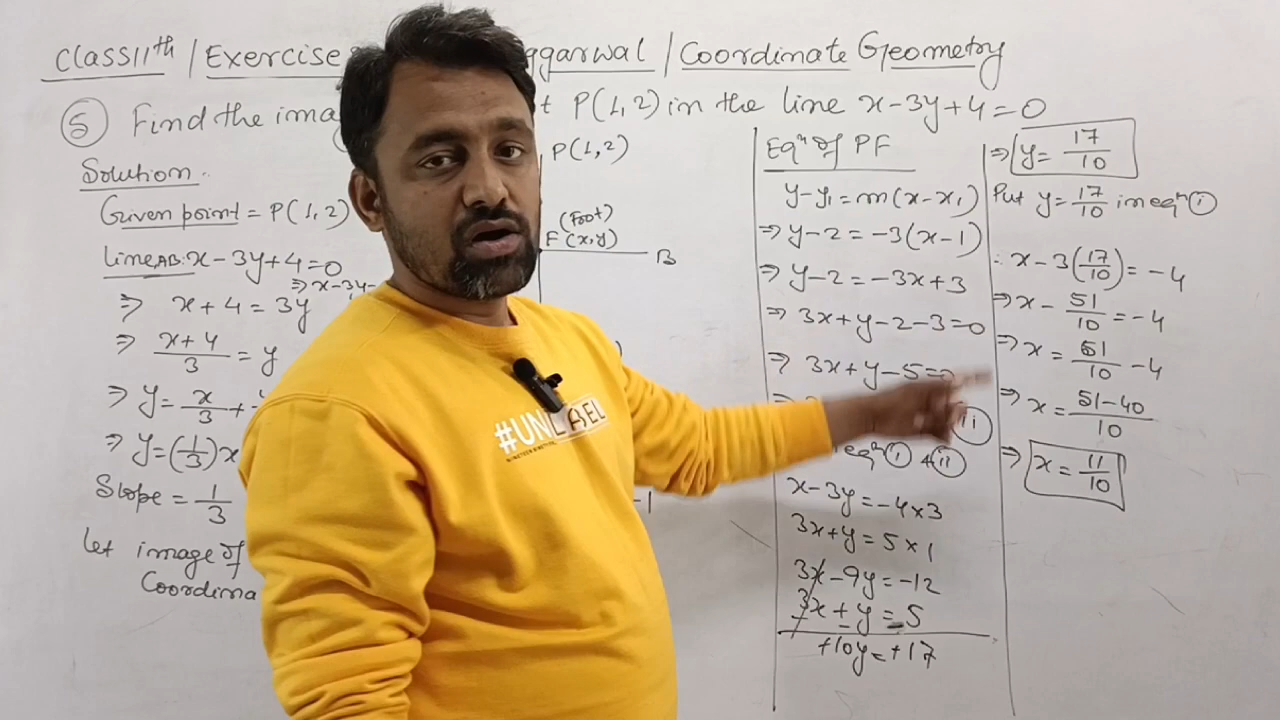 Class 11th / Exercise ggarwal / Coordinate Geometry
5 Find the ima P(1,2) in the line x-3y+4=0
Solution
Given point = P(1,2)
Line AB: x-3y+4=0
⇒ x-3y-
⇒ x+4=3y
⇒ x+4/3 = y
⇒ y = x/3 +
⇒ y=(1/3)x
Slope = 1/3
Let image of
Coordina
P(1,2)
(Foot)
F(x,y)
B
-1
Eqⁿ of PF
y-y₁=m(x-x₁)
⇒ y-2=-3(x-1)
⇒ y-2=-3x+3
⇒ 3x+y-2-3=0
⇒ 3x+y-5=0
ii
eqⁿ i & ii
x-3y=-4×3
3x+y=5×1
3x-9y=-12
3x+y=5
- - -
+10y=+17
⇒ y= 17/10
Put y=17/10 in eqⁿ i
∴ x-3(17/10)=-4
⇒ x- 51/10 =-4
⇒ x= 51/10 -4
⇒ x= 51-40/10
⇒ x= 11/10
#UNLABEL